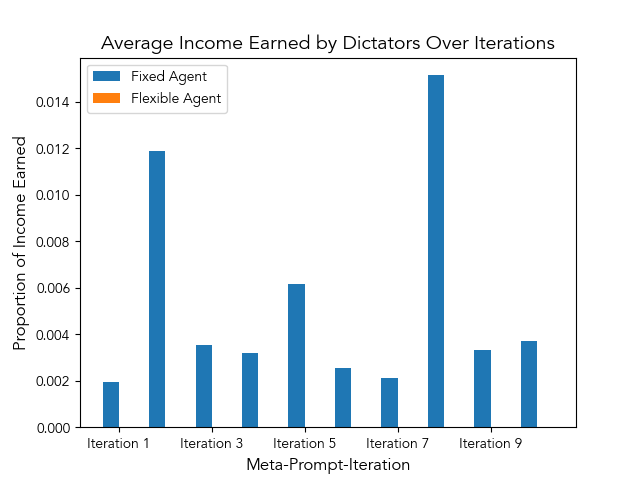 Average Income Earned by Dictators Over Iterations
Fixed Agent
Flexible Agent
0.014
0.012
0.010
0.008
0.006
0.004
0.002
0.000
Proportion of Income Earned
Iteration 1 Iteration 3 Iteration 5 Iteration 7 Iteration 9
Meta-Prompt-Iteration